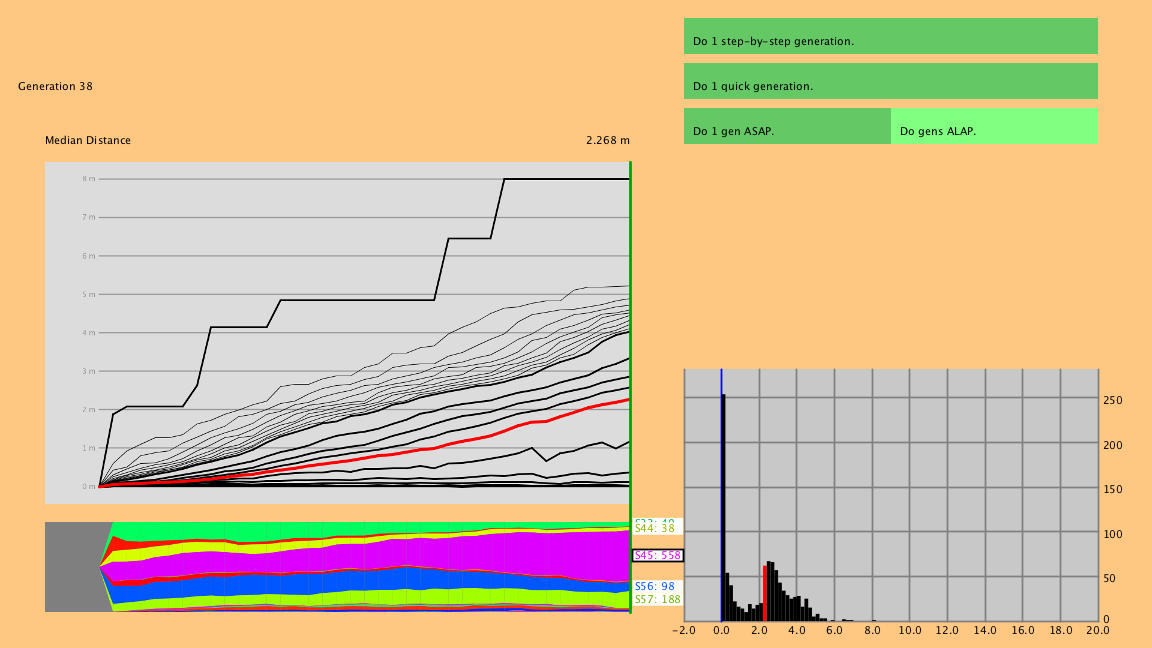 Do 1 step-by-step generation.
Generation 38
Do 1 quick generation.
Do 1 gen ASAP.
Do gens ALAP.
Median Distance
2.268 m
8 m
7 m
6 m
5 m
4 m
3 m
2 m
1 m
0 m
S44: 38
S45: 558
S56: 98
S57: 188
250
200
150
100
50
0
-2.0 0.0 2.0 4.0 6.0 8.0 10.0 12.0 14.0 16.0 18.0 20.0